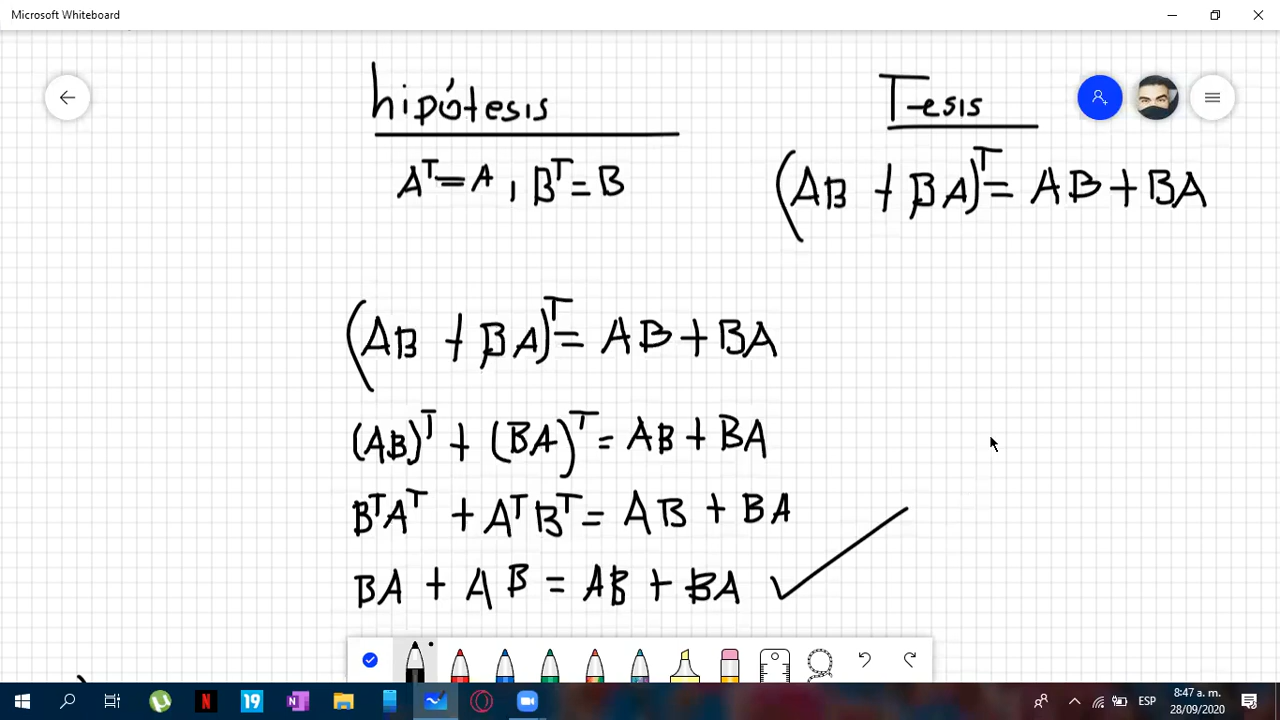 Microsoft Whiteboard
hipótesis
Tesis
Aᵀ=A , Bᵀ=B
(AB + BA)ᵀ= AB+BA
(AB + BA)ᵀ= AB+BA
(AB)ᵀ + (BA)ᵀ= AB + BA
BᵀAᵀ + AᵀBᵀ= AB + BA
BA + AB = AB + BA ✓
19
N
N
ESP
8:47 a. m.
28/09/2020